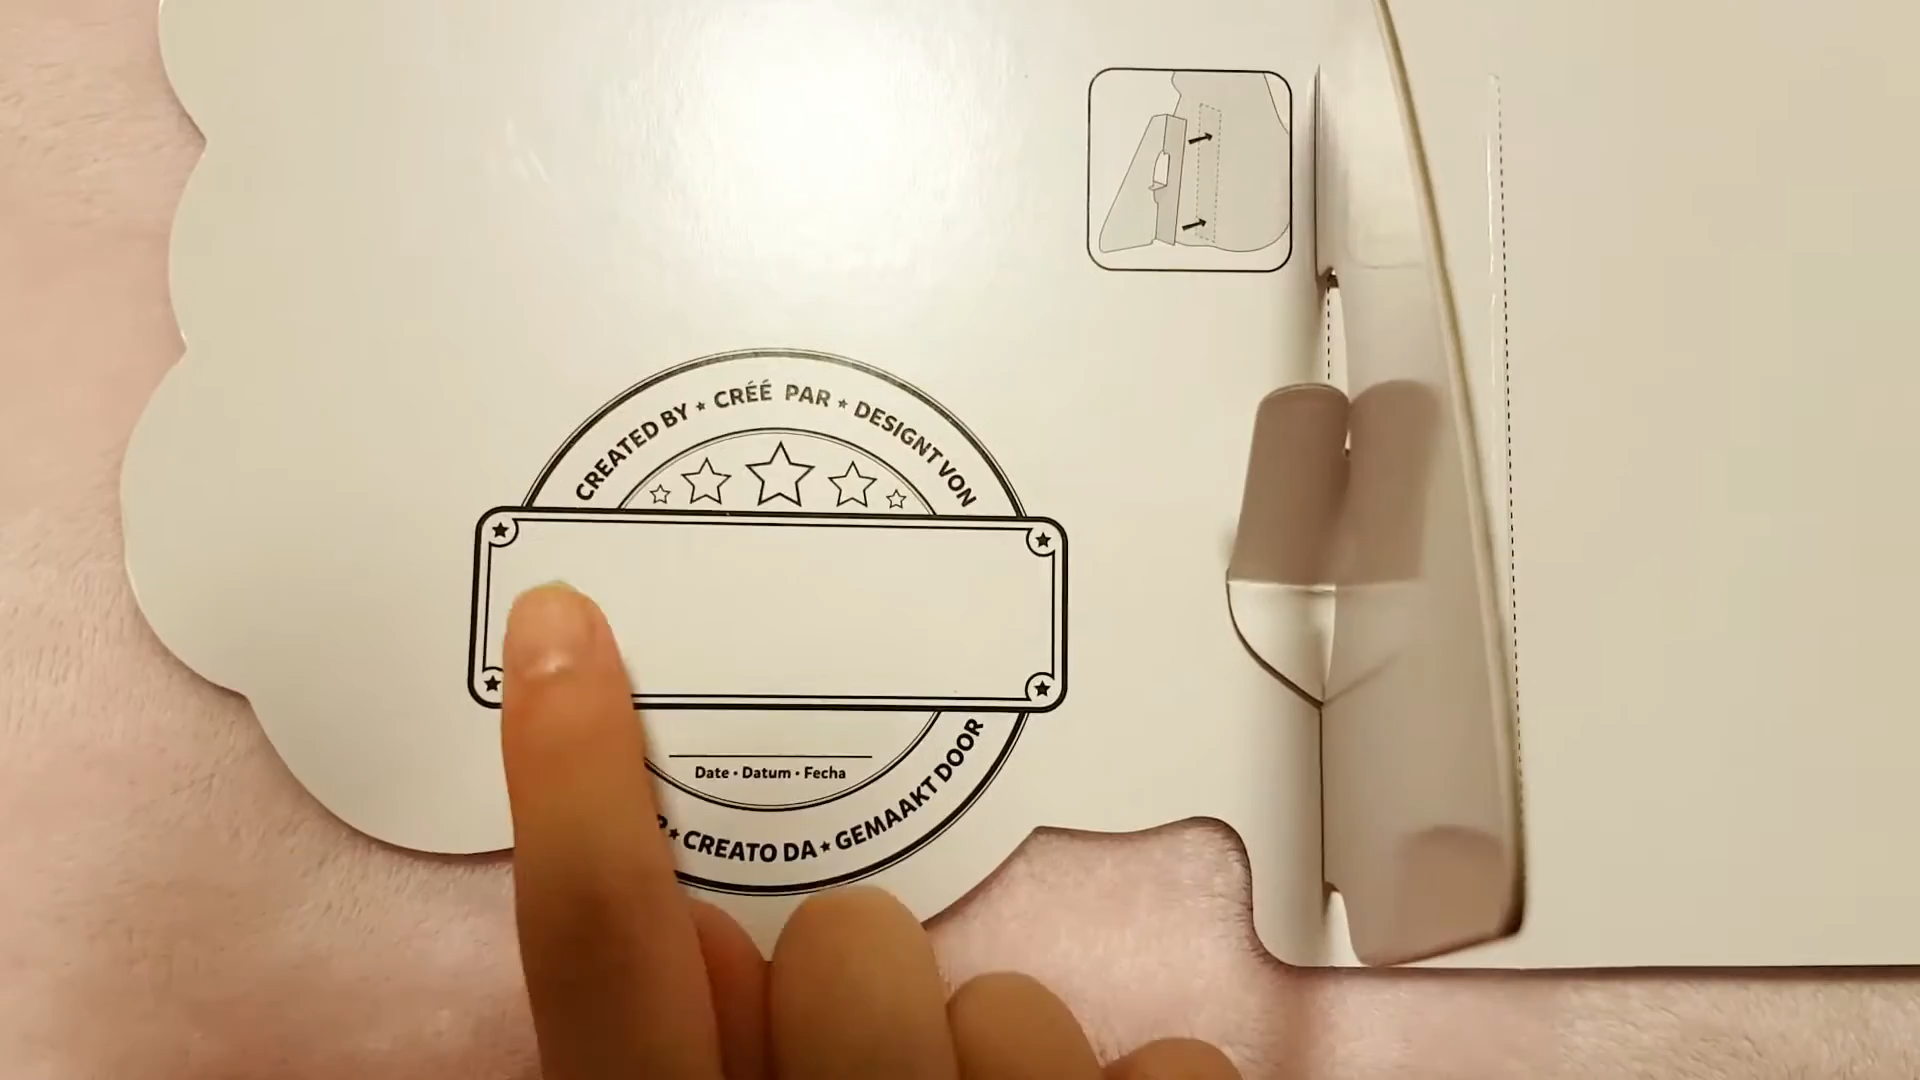 CREATED BY ★ CRÉÉ PAR ★ DESIGNT VON
Date • Datum • Fecha
★ CREATO DA ★ GEMAAKT DOOR